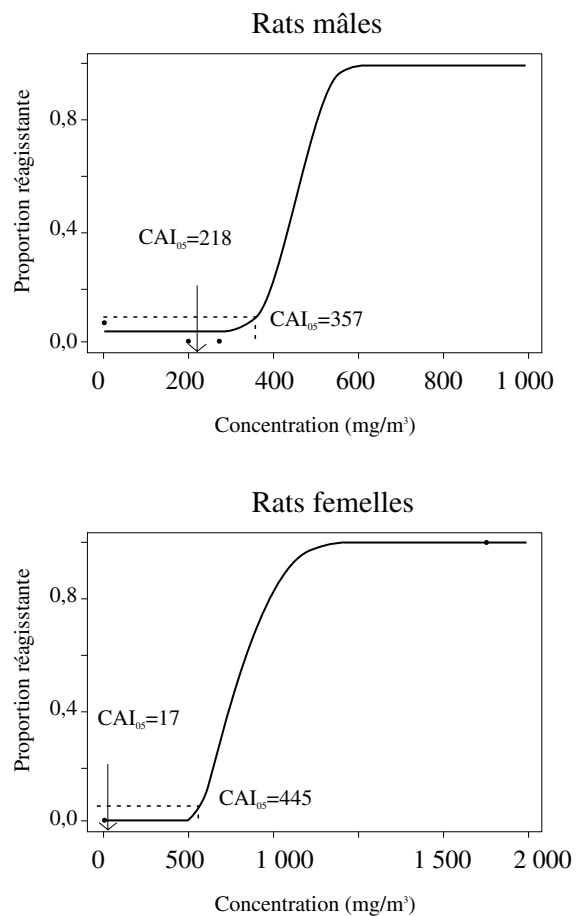 Rats mâles
Proportion réagisstante
0,8
0,4
0,0
CAI₀₅=218
CAI₀₅=357
0 200 400 600 800 1 000
Concentration (mg/m³)
Rats femelles
Proportion réagisstante
0,8
0,4
0,0
CAI₀₅=17
CAI₀₅=445
0 500 1 000 1 500 2 000
Concentration (mg/m³)